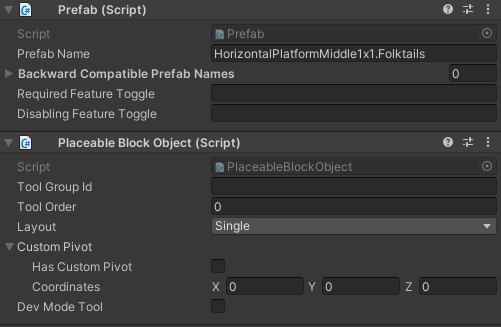 Prefab (Script)
Script Prefab
Prefab Name HorizontalPlatformMiddle1x1.Folktails
Backward Compatible Prefab Names 0
Required Feature Toggle
Disabling Feature Toggle
Placeable Block Object (Script)
Script PlaceableBlockObject
Tool Group Id
Tool Order 0
Layout Single
Custom Pivot
Has Custom Pivot
Coordinates X 0 Y 0 Z 0
Dev Mode Tool